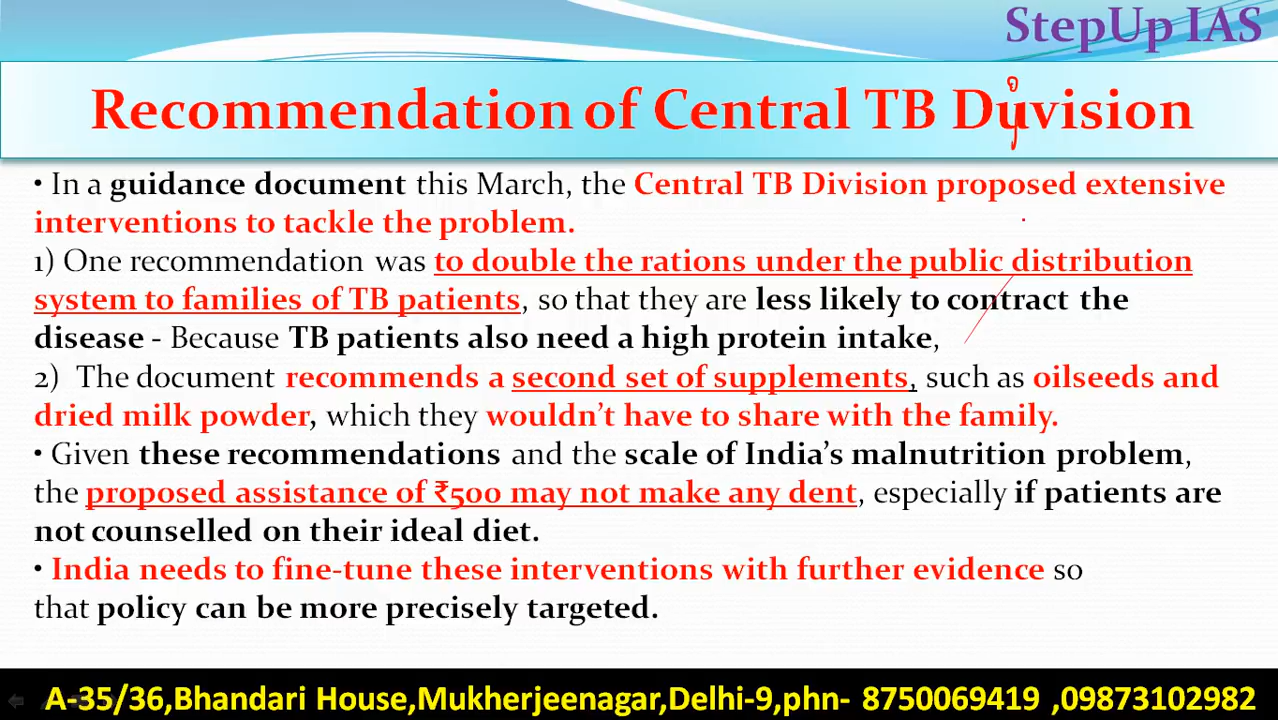 StepUp IAS
Recommendation of Central TB Division
• In a guidance document this March, the Central TB Division proposed extensive
interventions to tackle the problem.
1) One recommendation was to double the rations under the public distribution
system to families of TB patients, so that they are less likely to contract the
disease - Because TB patients also need a high protein intake,
2) The document recommends a second set of supplements, such as oilseeds and
dried milk powder, which they wouldn't have to share with the family.
• Given these recommendations and the scale of India's malnutrition problem,
the proposed assistance of ₹500 may not make any dent, especially if patients are
not counselled on their ideal diet.
• India needs to fine-tune these interventions with further evidence so
that policy can be more precisely targeted.
A-35/36,Bhandari House,Mukherjeenagar,Delhi-9,phn- 8750069419 ,09873102982